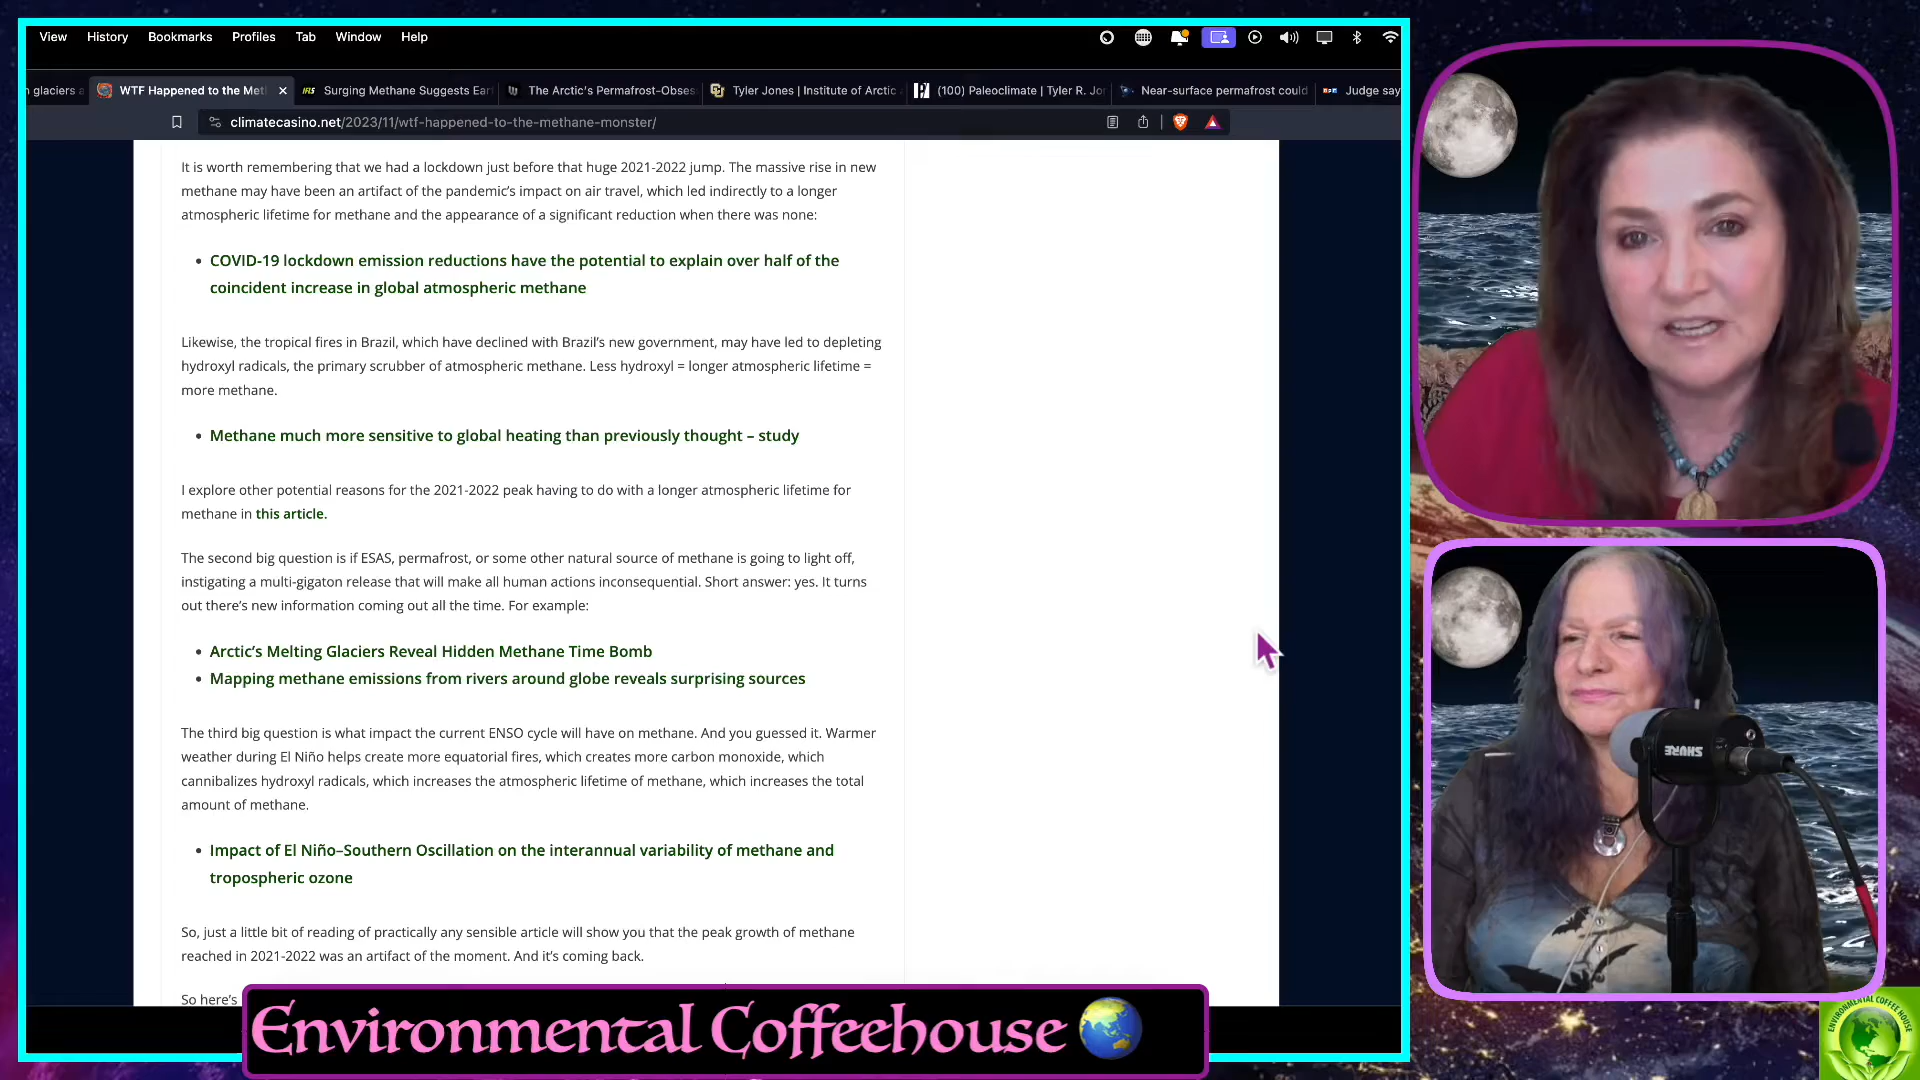 View History Bookmarks Profiles Tab Window Help
n glaciers a WTF Happened to the Met Surging Methane Suggests Ear The Arctic's Permafrost-Obses Tyler Jones | Institute of Arctic (100) Paleoclimate | Tyler R. Jo Near-surface permafrost could Judge say
climatecasino.net/2023/11/wtf-happened-to-the-methane-monster/
It is worth remembering that we had a lockdown just before that huge 2021-2022 jump. The massive rise in new
methane may have been an artifact of the pandemic's impact on air travel, which led indirectly to a longer
atmospheric lifetime for methane and the appearance of a significant reduction when there was none:
• COVID-19 lockdown emission reductions have the potential to explain over half of the
coincident increase in global atmospheric methane
Likewise, the tropical fires in Brazil, which have declined with Brazil's new government, may have led to depleting
hydroxyl radicals, the primary scrubber of atmospheric methane. Less hydroxyl = longer atmospheric lifetime =
more methane.
• Methane much more sensitive to global heating than previously thought – study
I explore other potential reasons for the 2021-2022 peak having to do with a longer atmospheric lifetime for
methane in this article.
The second big question is if ESAS, permafrost, or some other natural source of methane is going to light off,
instigating a multi-gigaton release that will make all human actions inconsequential. Short answer: yes. It turns
out there's new information coming out all the time. For example:
• Arctic's Melting Glaciers Reveal Hidden Methane Time Bomb
• Mapping methane emissions from rivers around globe reveals surprising sources
The third big question is what impact the current ENSO cycle will have on methane. And you guessed it. Warmer
weather during El Niño helps create more equatorial fires, which creates more carbon monoxide, which
cannibalizes hydroxyl radicals, which increases the atmospheric lifetime of methane, which increases the total
amount of methane.
• Impact of El Niño–Southern Oscillation on the interannual variability of methane and
tropospheric ozone
So, just a little bit of reading of practically any sensible article will show you that the peak growth of methane
reached in 2021-2022 was an artifact of the moment. And it's coming back.
So here's
Environmental Coffeehouse
SHURE
ENVIRONMENTAL COFFEE HOUSE